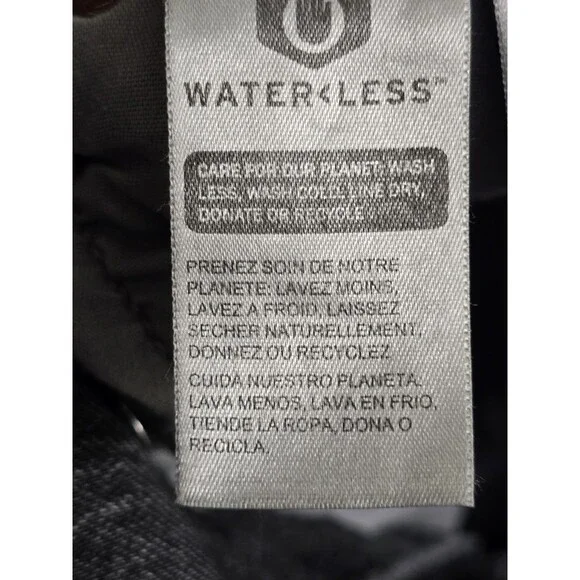 WATER<LESS™
CARE FOR OUR PLANET: WASH
LESS, WASH COLD, LINE DRY,
DONATE OR RECYCLE
PRENEZ SOIN DE NOTRE
PLANETE: LAVEZ MOINS,
LAVEZ A FROID, LAISSEZ
SECHER NATURELLEMENT,
DONNEZ OU RECYCLEZ
CUIDA NUESTRO PLANETA.
LAVA MENOS, LAVA EN FRIO,
TIENDE LA ROPA, DONA O
RECICLA.